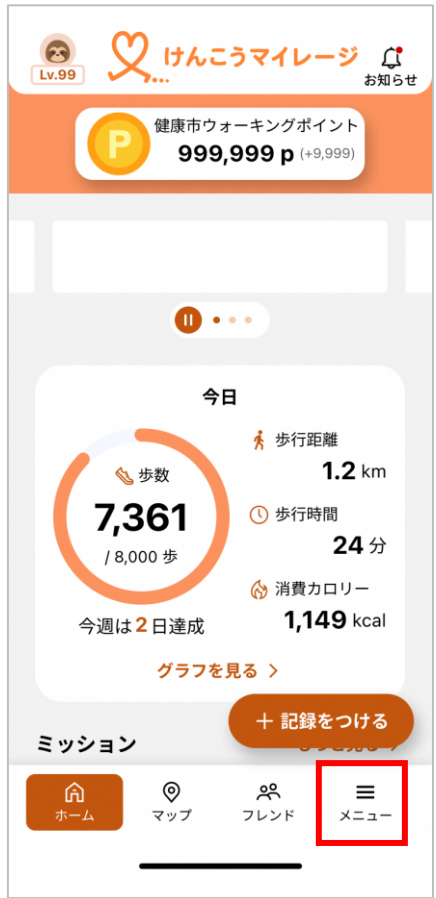 Lv.99
けんこうマイレージ
お知らせ
P
健康市ウォーキングポイント
999,999 p (+9,999)
今日
歩数
7,361
/ 8,000 歩
今週は2日達成
歩行距離
1.2 km
歩行時間
24 分
消費カロリー
1,149 kcal
グラフを見る
ミッション
+ 記録をつける
ホーム
マップ
フレンド
メニュー